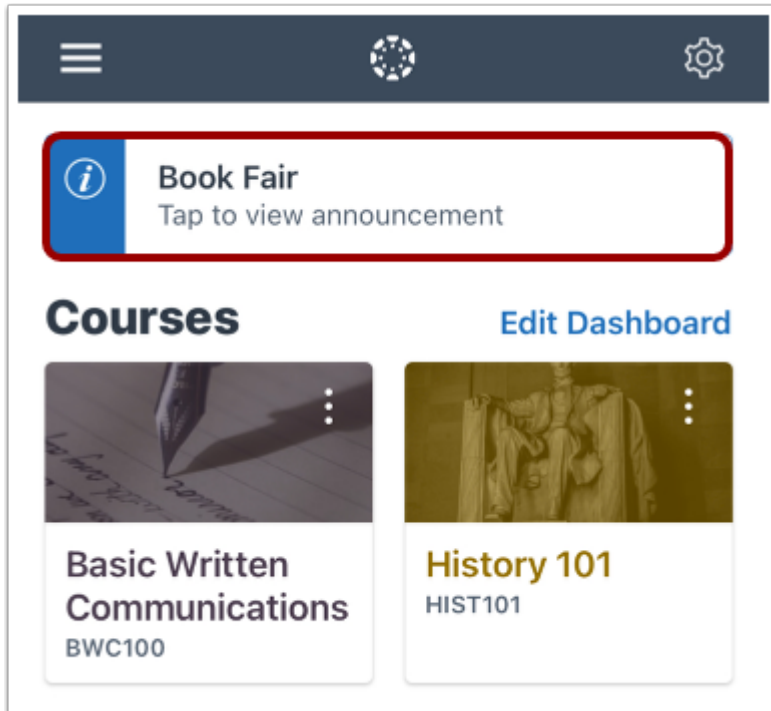 Book Fair
Tap to view announcement
Courses
Edit Dashboard
Basic Written
Communications
BWC100
History 101
HIST101